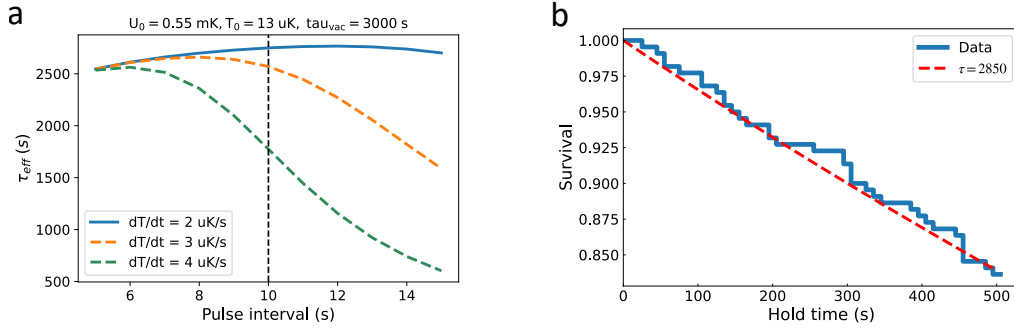 a
U₀ = 0.55 mK, T₀ = 13 uK, tau_vac = 3000 s
2500
2000
1500
1000
500
τ_eff (s)
dT/dt = 2 uK/s
dT/dt = 3 uK/s
dT/dt = 4 uK/s
6 8 10 12 14
Pulse interval (s)
b
1.000
0.975
0.950
0.925
0.900
0.875
0.850
Survival
Data
τ = 2850
0 100 200 300 400 500
Hold time (s)